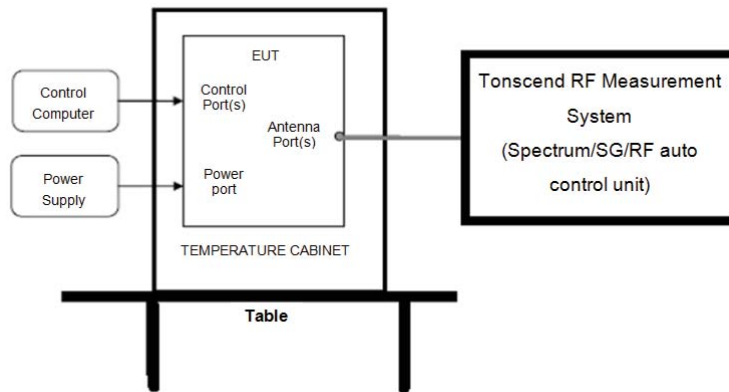 EUT
Control
Computer
Control
Port(s)
Antenna
Port(s)
Power
Supply
Power
port
TEMPERATURE CABINET
Table
Tonscend RF Measurement
System
(Spectrum/SG/RF auto
control unit)